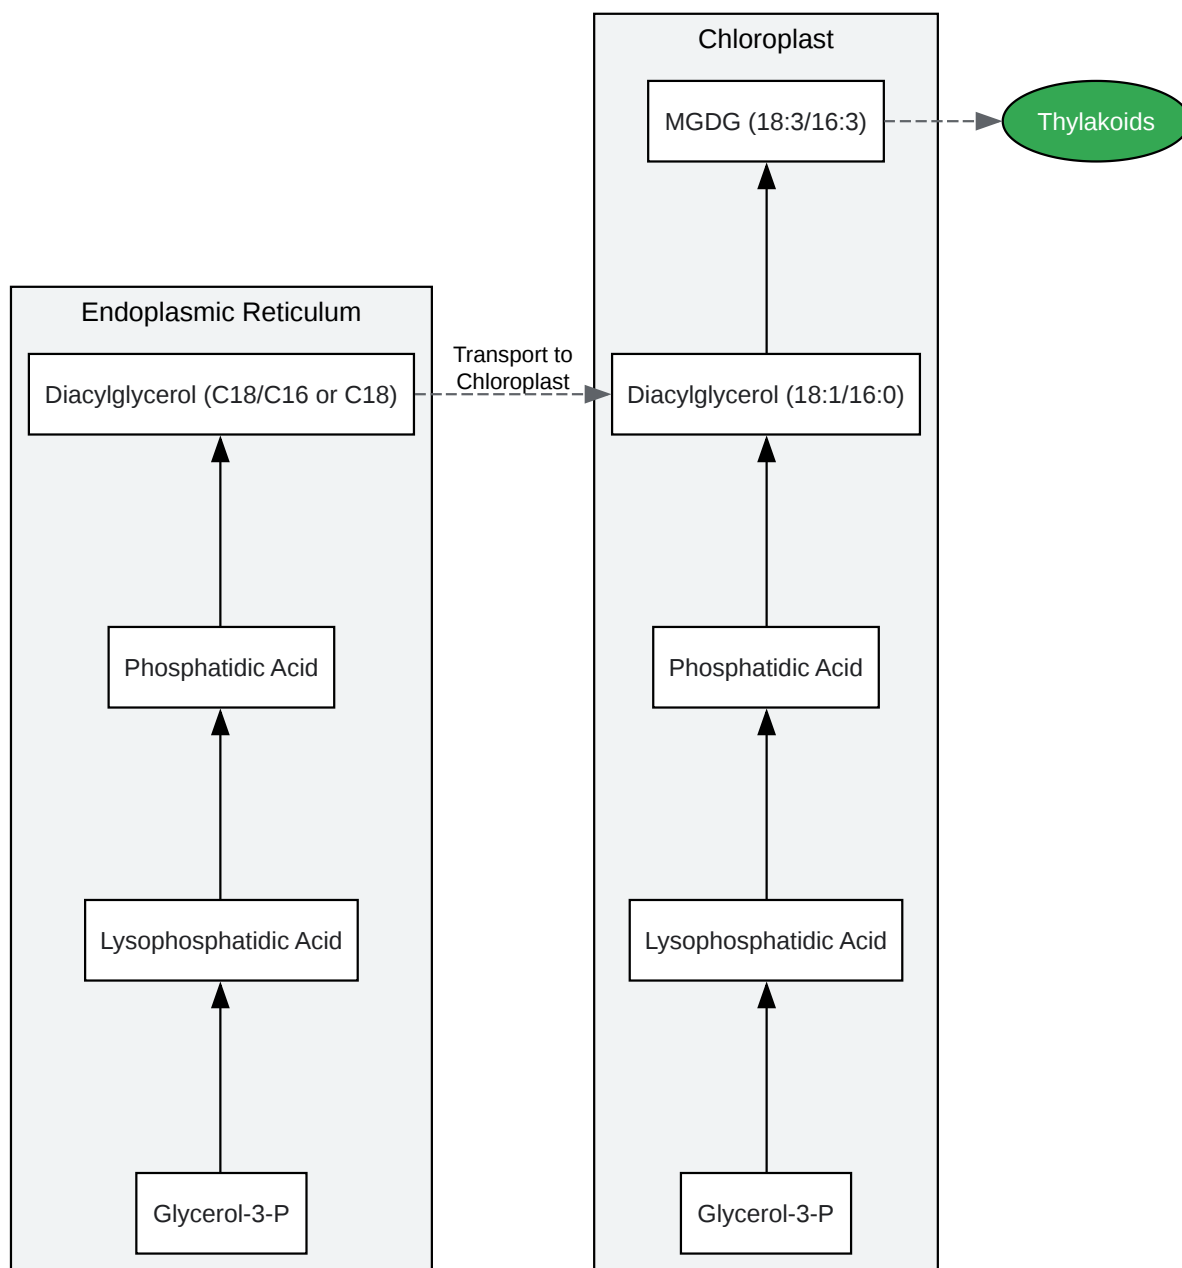 Chloroplast
MGDG (18:3/16:3)
Thylakoids
Endoplasmic Reticulum
Diacylglycerol (C18/C16 or C18)
Transport to
Chloroplast
Diacylglycerol (18:1/16:0)
Phosphatidic Acid
Phosphatidic Acid
Lysophosphatidic Acid
Lysophosphatidic Acid
Glycerol-3-P
Glycerol-3-P